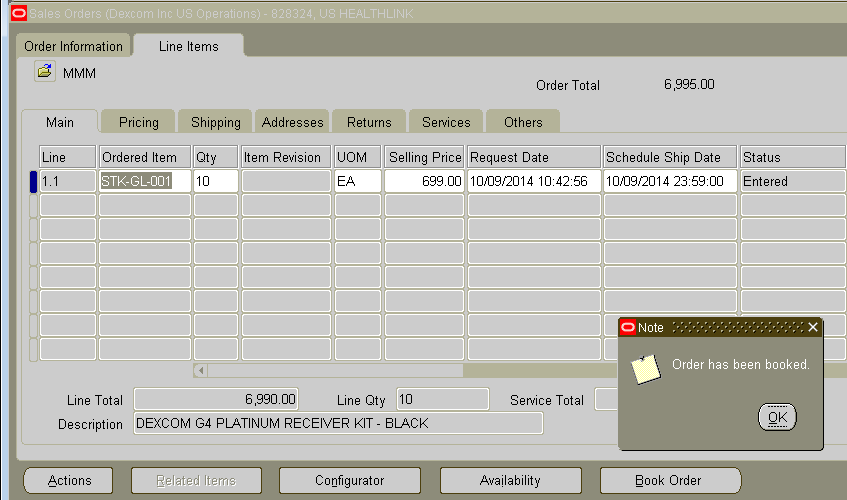 Sales Orders (Dexcom Inc US Operations) - 828324, US HEALTHLINK
Order Information Line Items
MMM
Order Total 6,995.00
Main Pricing Shipping Addresses Returns Services Others
Line Ordered Item Qty Item Revision UOM Selling Price Request Date Schedule Ship Date Status
1.1 STK-GL-001 10 EA 699.00 10/09/2014 10:42:56 10/09/2014 23:59:00 Entered
Note
Order has been booked.
OK
Line Total 6,990.00 Line Qty 10 Service Total
Description DEXCOM G4 PLATINUM RECEIVER KIT - BLACK
Actions Related Items Configurator Availability Book Order